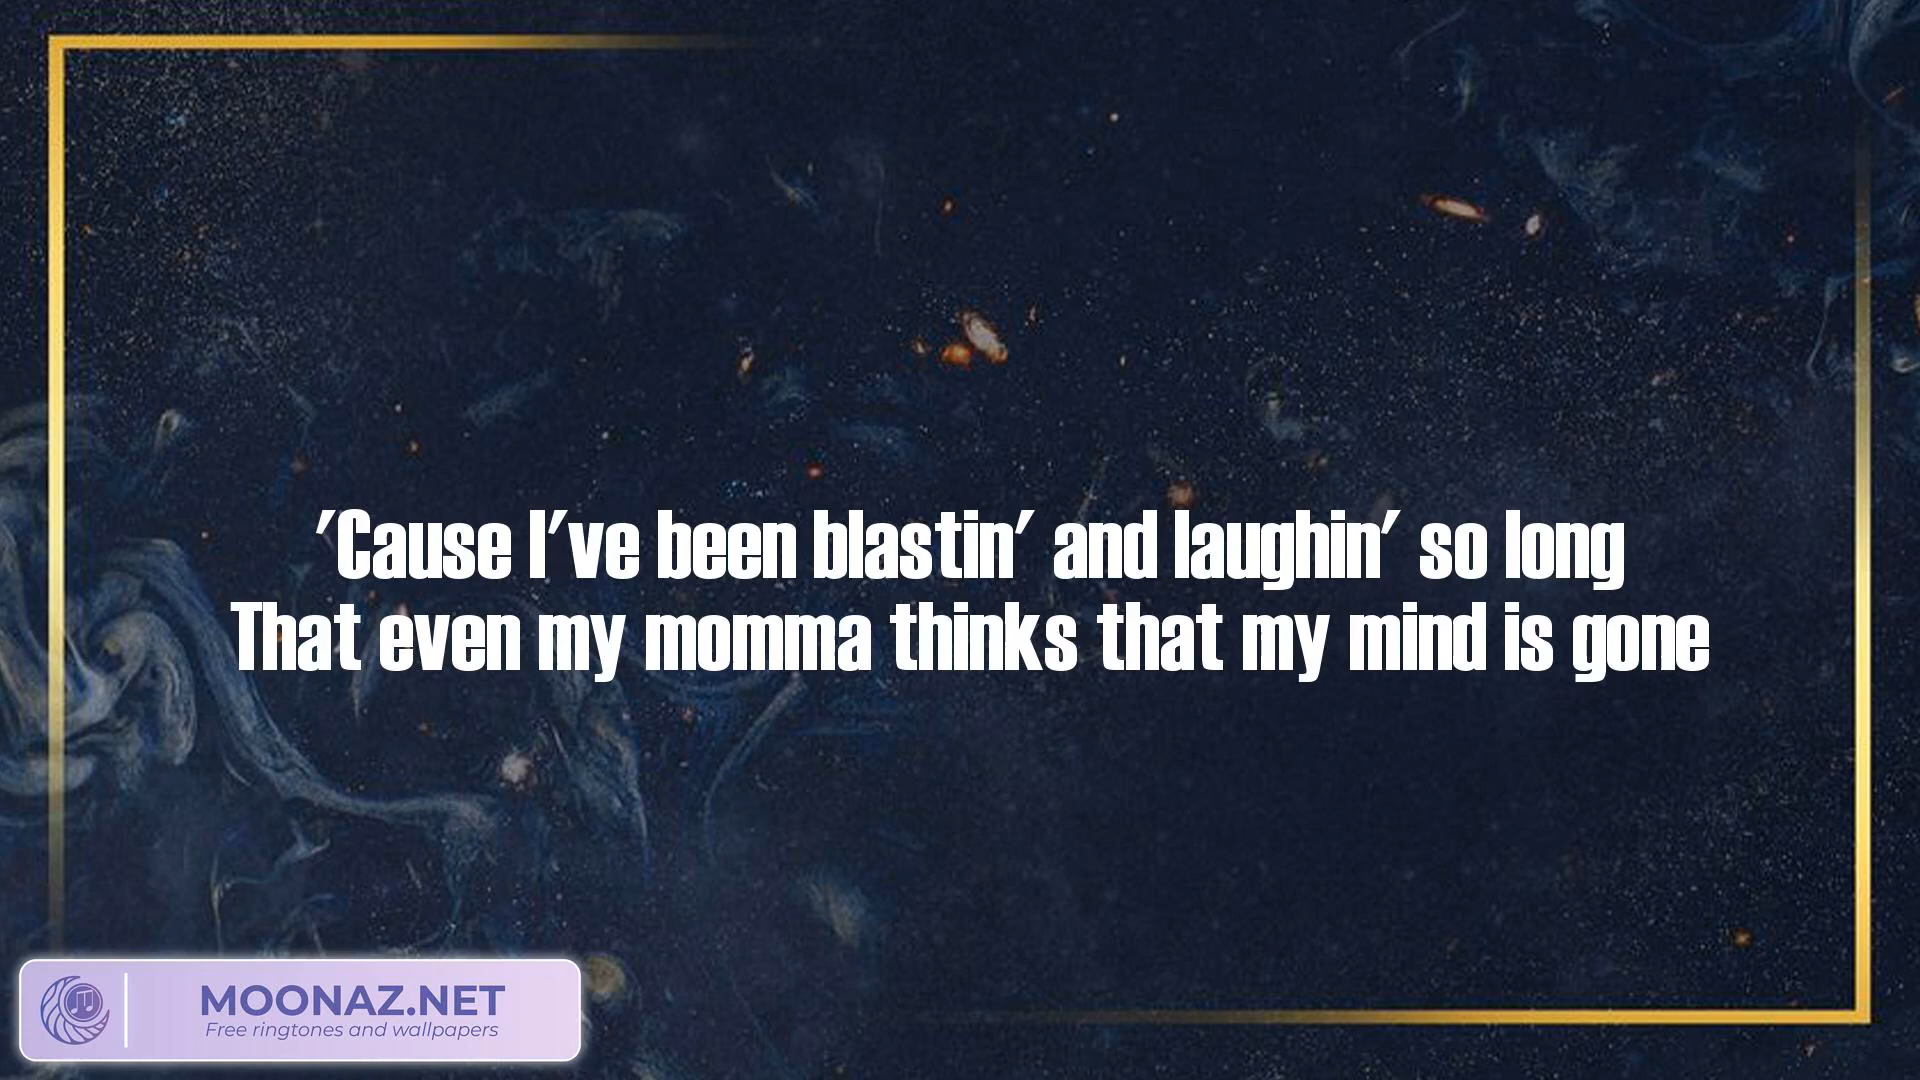 'Cause I've been blastin' and laughin' so long
That even my momma thinks that my mind is gone
MOONAZ.NET
Free ringtones and wallpapers